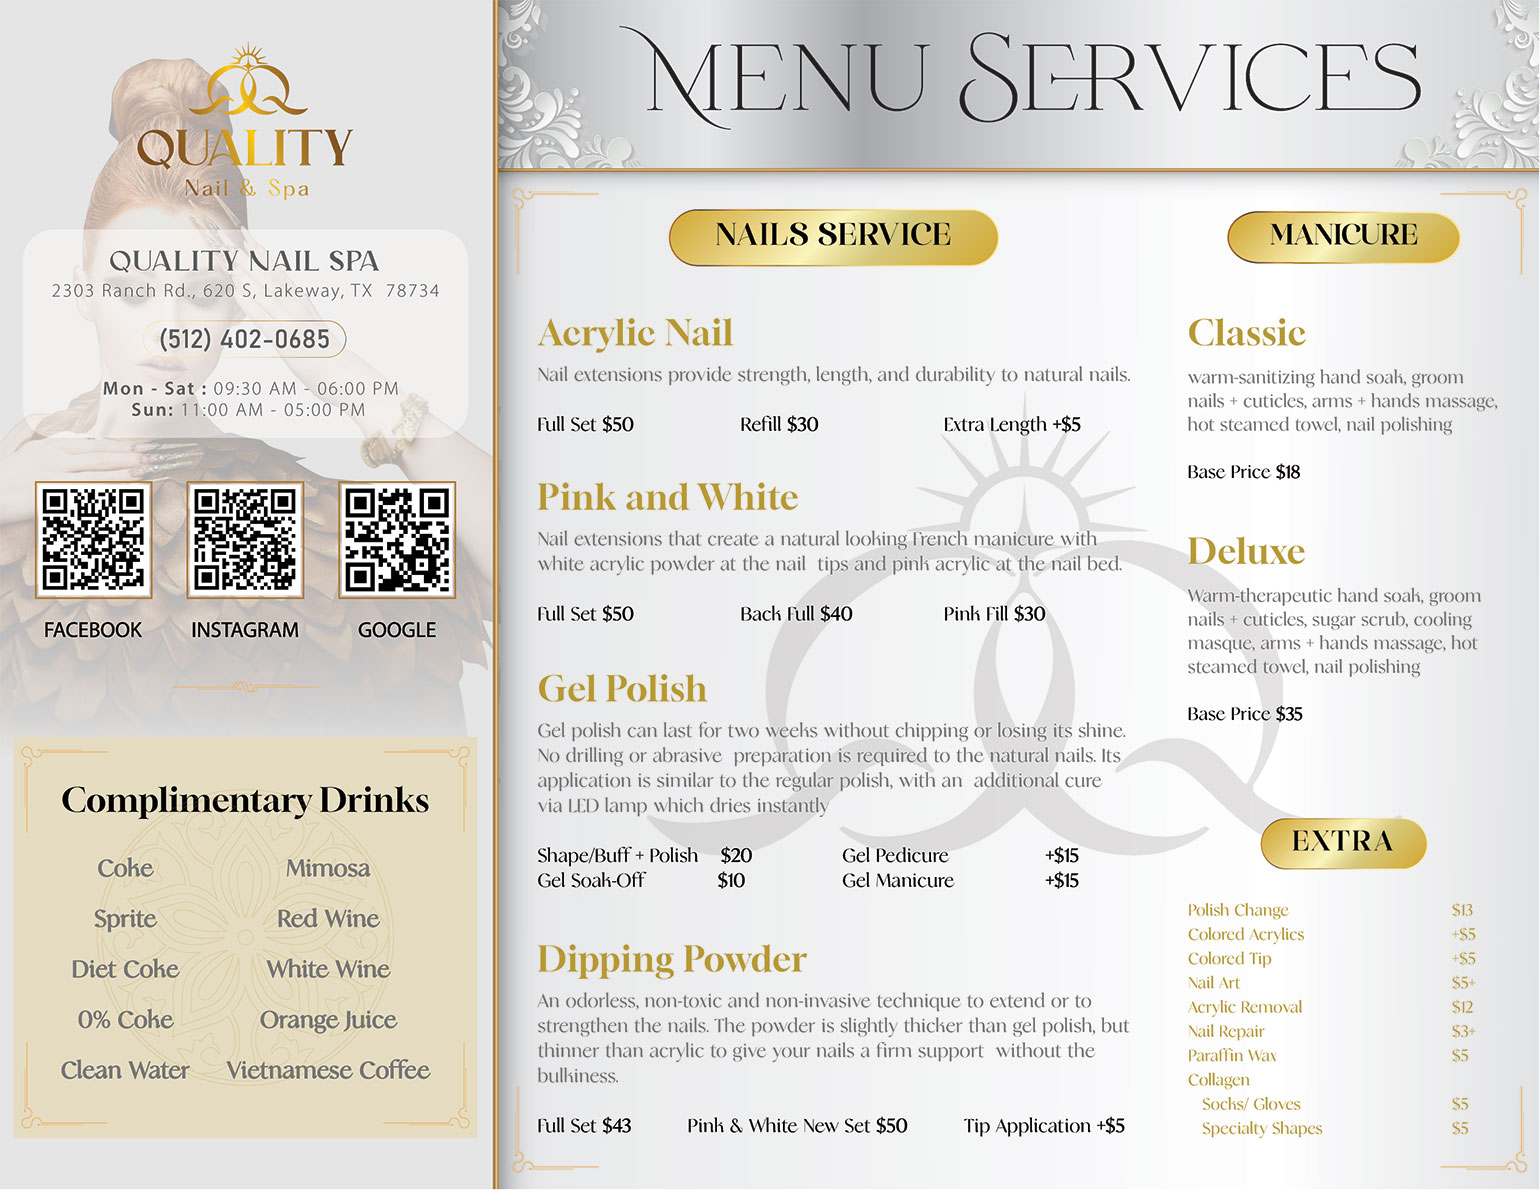 QUALITY
Nail & Spa
QUALITY NAIL SPA
2303 Ranch Rd., 620 S, Lakeway, TX 78734
(512) 402-0685
Mon - Sat : 09:30 AM - 06:00 PM
Sun: 11:00 AM - 05:00 PM
FACEBOOK INSTAGRAM GOOGLE
Complimentary Drinks
Coke Mimosa
Sprite Red Wine
Diet Coke White Wine
0% Coke Orange Juice
Clean Water Vietnamese Coffee
MENU SERVICES
NAILS SERVICE
Acrylic Nail
Nail extensions provide strength, length, and durability to natural nails.
Full Set $50 Refill $30 Extra Length +$5
Pink and White
Nail extensions that create a natural looking French manicure with
white acrylic powder at the nail tips and pink acrylic at the nail bed.
Full Set $50 Back Full $40 Pink Fill $30
Gel Polish
Gel polish can last for two weeks without chipping or losing its shine.
No drilling or abrasive preparation is required to the natural nails. Its
application is similar to the regular polish, with an additional cure
via LED lamp which dries instantly
Shape/Buff + Polish $20 Gel Pedicure +$15
Gel Soak-Off $10 Gel Manicure +$15
Dipping Powder
An odorless, non-toxic and non-invasive technique to extend or to
strengthen the nails. The powder is slightly thicker than gel polish, but
thinner than acrylic to give your nails a firm support without the
bulkiness.
Full Set $43 Pink & White New Set $50 Tip Application +$5
MANICURE
Classic
warm-sanitizing hand soak, groom
nails + cuticles, arms + hands massage,
hot steamed towel, nail polishing
Base Price $18
Deluxe
Warm-therapeutic hand soak, groom
nails + cuticles, sugar scrub, cooling
masque, arms + hands massage, hot
steamed towel, nail polishing
Base Price $35
EXTRA
Polish Change $13
Colored Acrylics +$5
Colored Tip +$5
Nail Art $5+
Acrylic Removal $12
Nail Repair $3+
Paraffin Wax $5
Collagen
Socks/ Gloves $5
Specialty Shapes $5